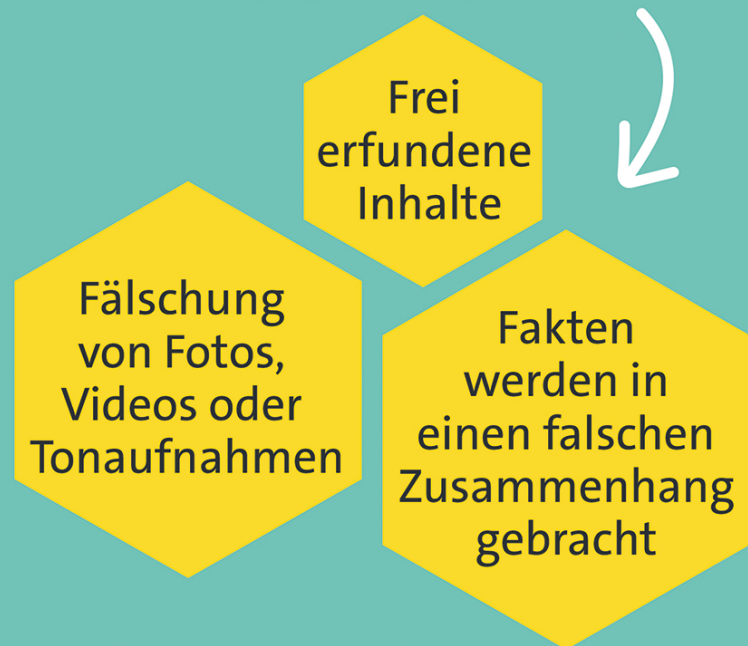 Frei
erfundene
Inhalte
Fälschung
von Fotos,
Videos oder
Tonaufnahmen
Fakten
werden in
einen falschen
Zusammenhang
gebracht